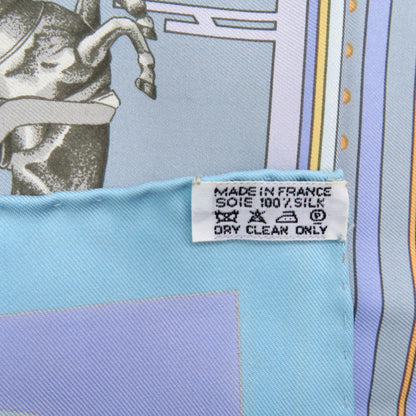 MADE IN FRANCE
SOIE 100% SILK
P
DRY CLEAN ONLY